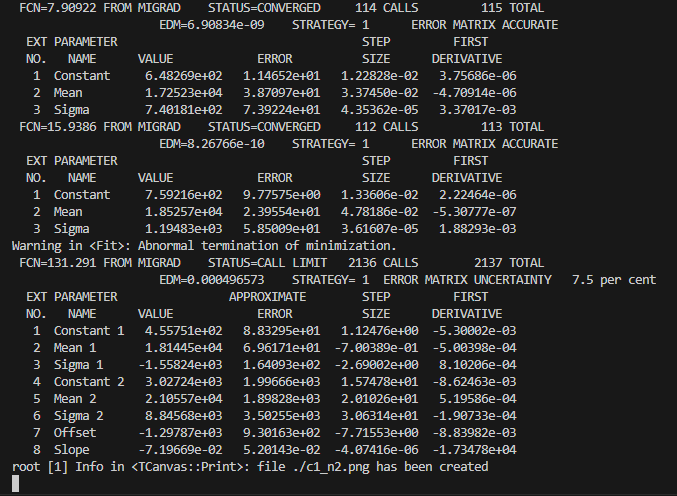 FCN=7.90922 FROM MIGRAD    STATUS=CONVERGED     114 CALLS         115 TOTAL
EDM=6.90834e-09    STRATEGY= 1      ERROR MATRIX ACCURATE
EXT PARAMETER                                   STEP         FIRST
NO.   NAME      VALUE            ERROR          SIZE      DERIVATIVE
1  Constant     6.48269e+02   1.14652e+01   1.22828e-02   3.75686e-06
2  Mean         1.72523e+04   3.87097e+01   3.37450e-02  -4.70914e-06
3  Sigma        7.40181e+02   7.39224e+01   4.35362e-05   3.37017e-03
FCN=15.9386 FROM MIGRAD    STATUS=CONVERGED     112 CALLS         113 TOTAL
EDM=8.26766e-10    STRATEGY= 1      ERROR MATRIX ACCURATE
EXT PARAMETER                                   STEP         FIRST
NO.   NAME      VALUE            ERROR          SIZE      DERIVATIVE
1  Constant     7.59216e+02   9.77575e+00   1.33606e-02   2.22464e-06
2  Mean         1.85257e+04   2.39554e+01   4.78186e-02  -5.30777e-07
3  Sigma        1.19483e+03   5.85009e+01   3.61607e-05   1.88293e-03
Warning in <Fit>: Abnormal termination of minimization.
FCN=131.291 FROM MIGRAD    STATUS=CALL LIMIT   2136 CALLS        2137 TOTAL
EDM=0.000496573    STRATEGY= 1  ERROR MATRIX UNCERTAINTY   7.5 per cent
EXT PARAMETER                APPROXIMATE        STEP         FIRST
NO.   NAME      VALUE            ERROR          SIZE      DERIVATIVE
1  Constant 1   4.55751e+02   8.83295e+01   1.12476e+00  -5.30002e-03
2  Mean 1       1.81445e+04   6.96171e+01  -7.00389e-01  -5.00398e-04
3  Sigma 1     -1.55824e+03   1.64093e+02  -2.69002e+00   8.10206e-04
4  Constant 2   3.02724e+03   1.99666e+03   1.57478e+01  -8.62463e-03
5  Mean 2       2.10557e+04   1.89828e+03   2.01026e+01   5.19586e-04
6  Sigma 2      8.84568e+03   3.50255e+03   3.06314e+01  -1.90733e-04
7  Offset      -1.29787e+03   9.30163e+02  -7.71553e+00  -8.83982e-03
8  Slope       -7.19669e-02   5.20143e-02  -4.07416e-06  -1.73478e+04
root [1] Info in <TCanvas::Print>: file ./c1_n2.png has been created